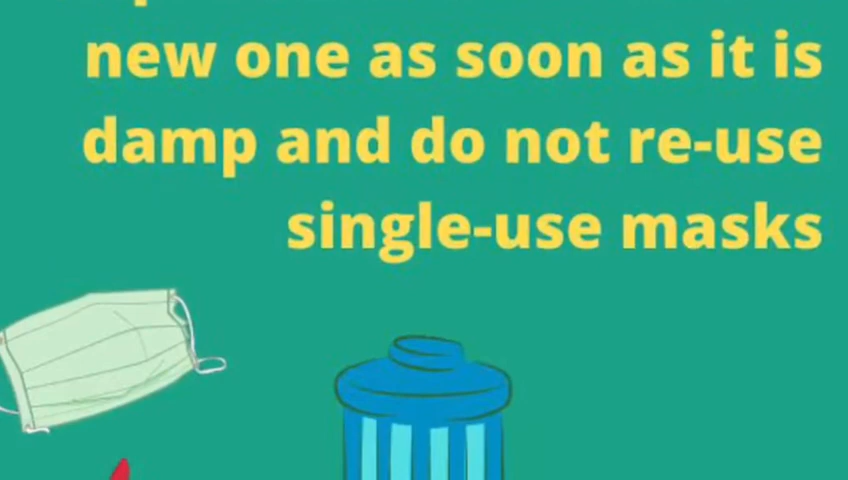 new one as soon as it is
damp and do not re-use
single-use masks